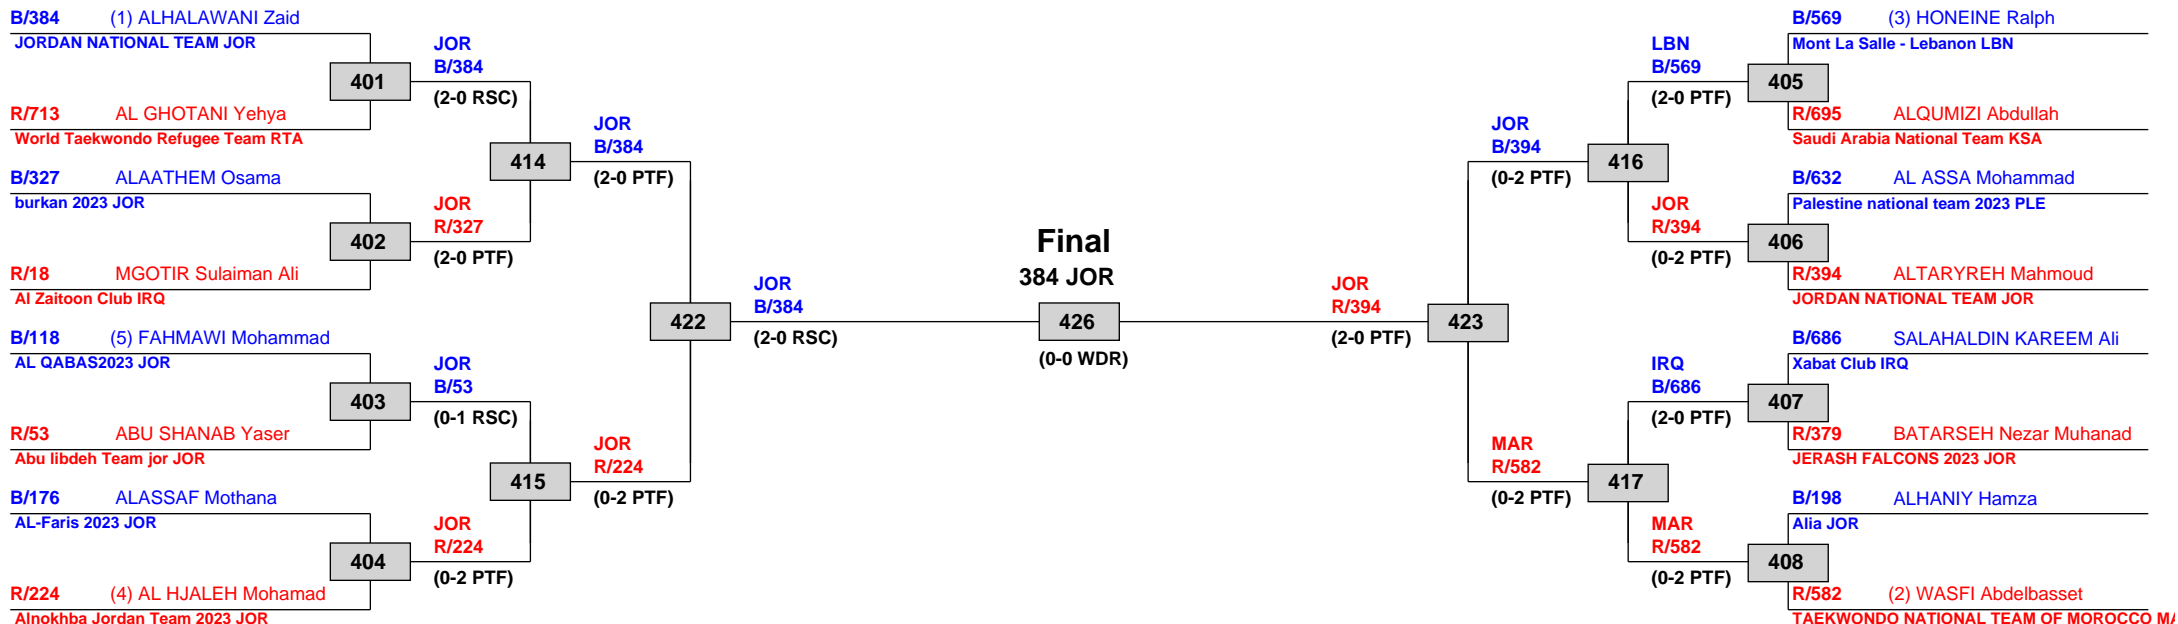 B/384 (1) ALHALAWANI Zaid
JORDAN NATIONAL TEAM JOR
401
R/713 AL GHOTANI Yehya
World Taekwondo Refugee Team RTA
B/327 ALAATHEM Osama
burkan 2023 JOR
402
R/18 MGOTIR Sulaiman Ali
Al Zaitoon Club IRQ
B/118 (5) FAHMAWI Mohammad
AL QABAS2023 JOR
403
R/53 ABU SHANAB Yaser
Abu libdeh Team jor JOR
B/176 ALASSAF Mothana
AL-Faris 2023 JOR
404
R/224 (4) AL HJALEH Mohamad
Alnokhba Jordan Team 2023 JOR
JOR
B/384
(2-0 RSC)
414
JOR
R/327
(2-0 PTF)
JOR
B/53
(0-1 RSC)
415
JOR
R/224
(0-2 PTF)
JOR
B/384
(2-0 PTF)
422
JOR
R/224
(0-2 PTF)
JOR
B/384
(2-0 RSC)
Final
384 JOR
426
(0-0 WDR)
JOR
R/394
(2-0 PTF)
423
JOR
B/394
(0-2 PTF)
416
MAR
R/582
(0-2 PTF)
417
LBN
B/569
(2-0 PTF)
JOR
R/394
(0-2 PTF)
IRQ
B/686
(2-0 PTF)
MAR
R/582
(0-2 PTF)
B/569 (3) HONEINE Ralph
Mont La Salle - Lebanon LBN
405
R/695 ALQUMIZI Abdullah
Saudi Arabia National Team KSA
B/632 AL ASSA Mohammad
Palestine national team 2023 PLE
406
R/394 ALTARYREH Mahmoud
JORDAN NATIONAL TEAM JOR
B/686 SALAHALDIN KAREEM Ali
Xabat Club IRQ
407
R/379 BATARSEH Nezar Muhanad
JERASH FALCONS 2023 JOR
B/198 ALHANIY Hamza
Alia JOR
408
R/582 (2) WASFI Abdelbasset
TAEKWONDO NATIONAL TEAM OF MOROCCO MA